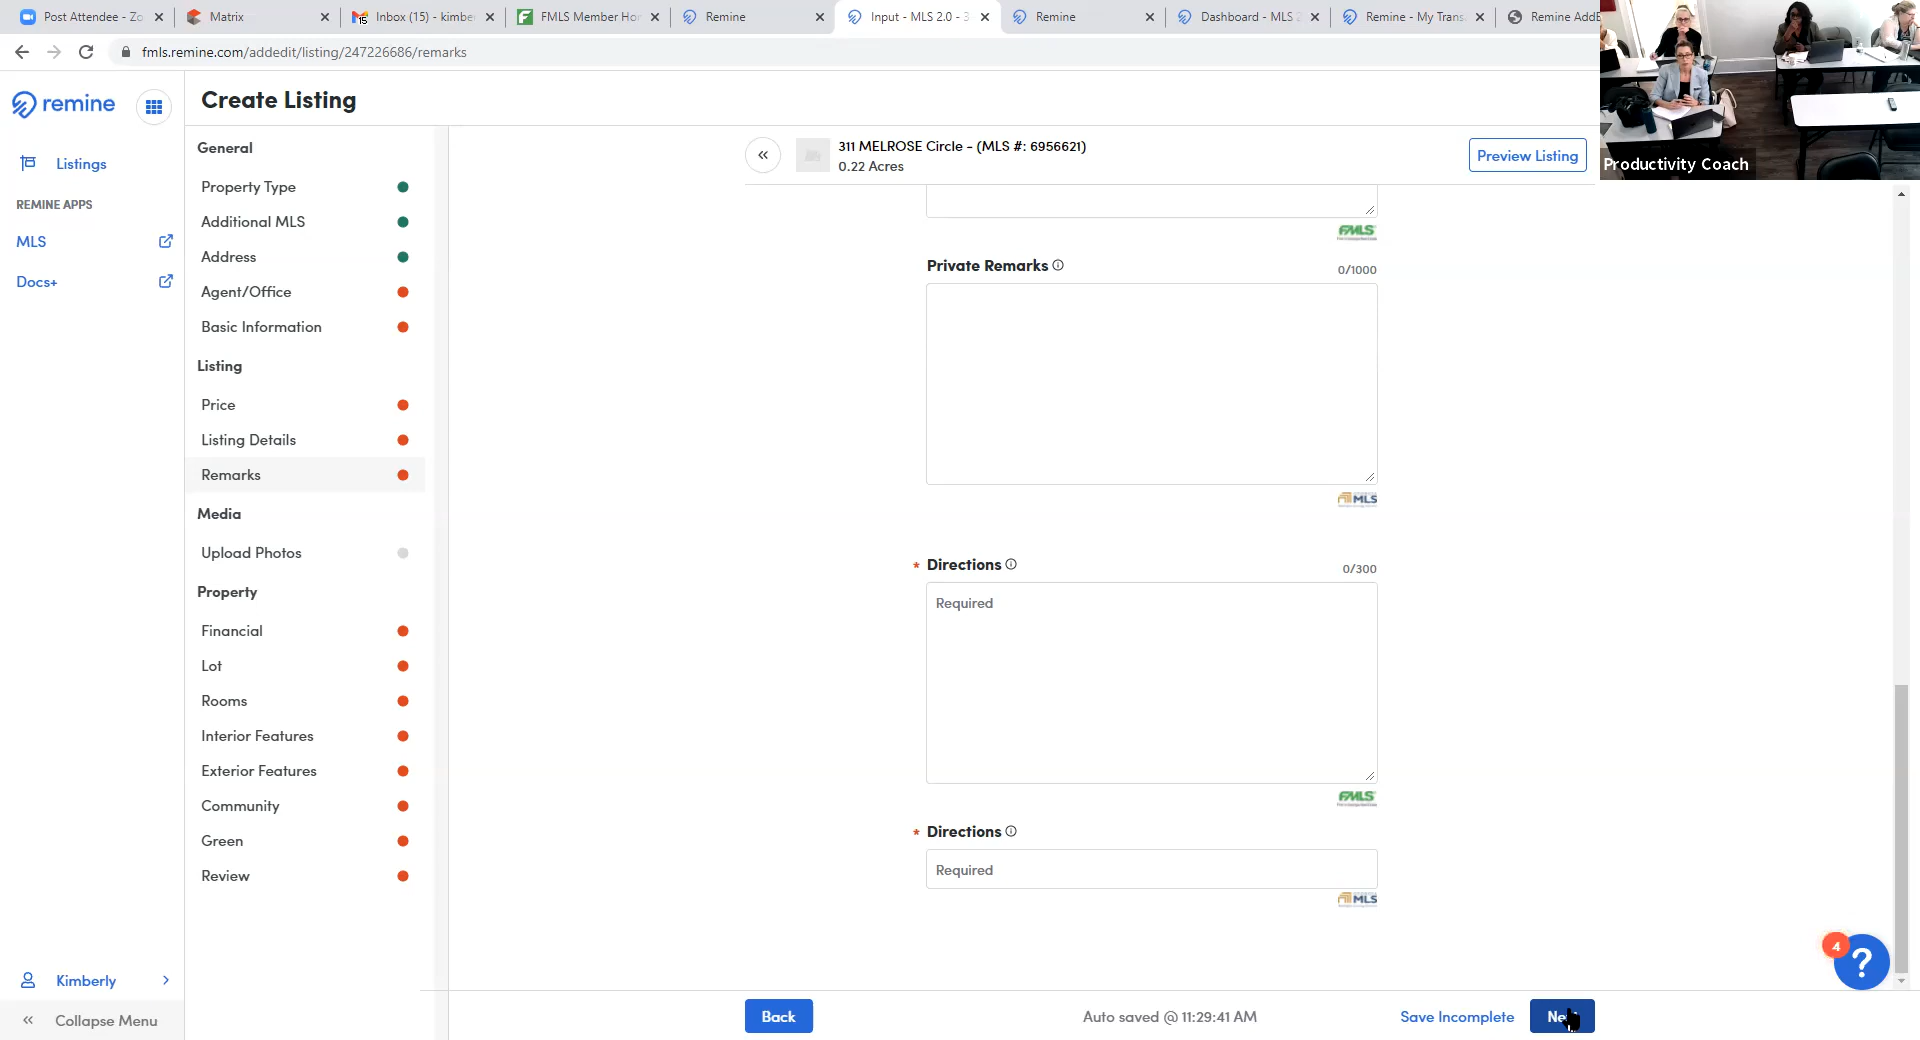 Post Attendee - Zo
Matrix
Inbox (15) - kimbe
FMLS Member Ho
Remine
Input - MLS 2.0 - 3
Remine
Dashboard - MLS 2
Remine - My Trans
Remine AddE
fmls.remine.com/addedit/listing/247226686/remarks
remine
Create Listing
Productivity Coach
Listings
REMINE APPS
MLS
Docs+
General
Property Type
Additional MLS
Address
Agent/Office
Basic Information
Listing
Price
Listing Details
Remarks
Media
Upload Photos
Property
Financial
Lot
Rooms
Interior Features
Exterior Features
Community
Green
Review
311 MELROSE Circle - (MLS #: 6956621)
0.22 Acres
Preview Listing
FMLS
Private Remarks
0/1000
MLS
* Directions
0/300
Required
FMLS
* Directions
Required
MLS
4
?
Kimberly
Collapse Menu
Back
Auto saved @ 11:29:41 AM
Save Incomplete